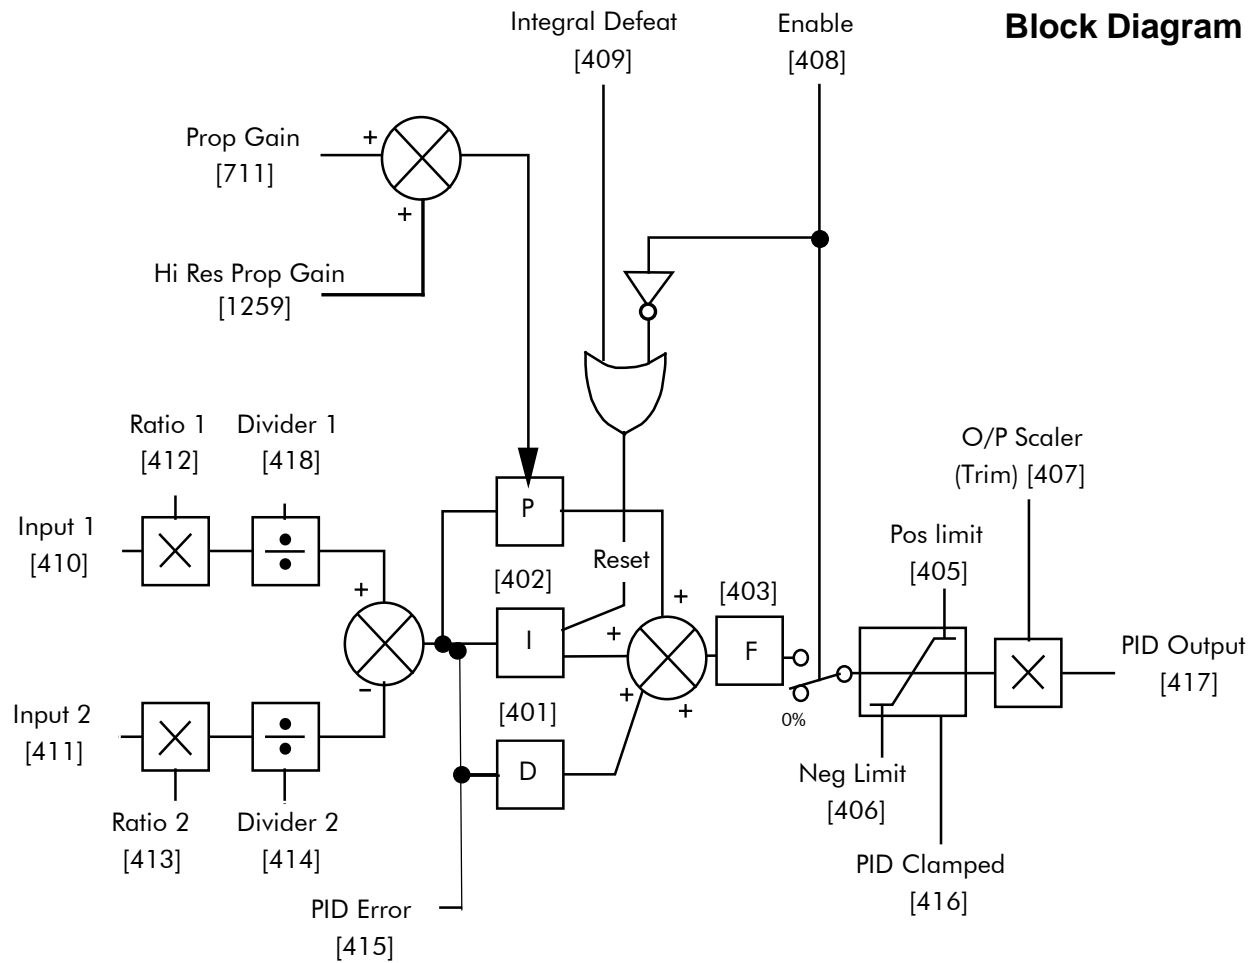 Block Diagram
Integral Defeat
[409]
Enable
[408]
Prop Gain
[711]
+
+
Hi Res Prop Gain
[1259]
Ratio 1
[412]
Divider 1
[418]
O/P Scaler
(Trim) [407]
Input 1
[410]
P
Pos limit
[405]
Reset
[402]
[403]
+
+
I
+
F
PID Output
[417]
-
+
+
[401]
0%
Input 2
[411]
D
Neg Limit
[406]
Ratio 2
[413]
Divider 2
[414]
PID Clamped
[416]
PID Error
[415]